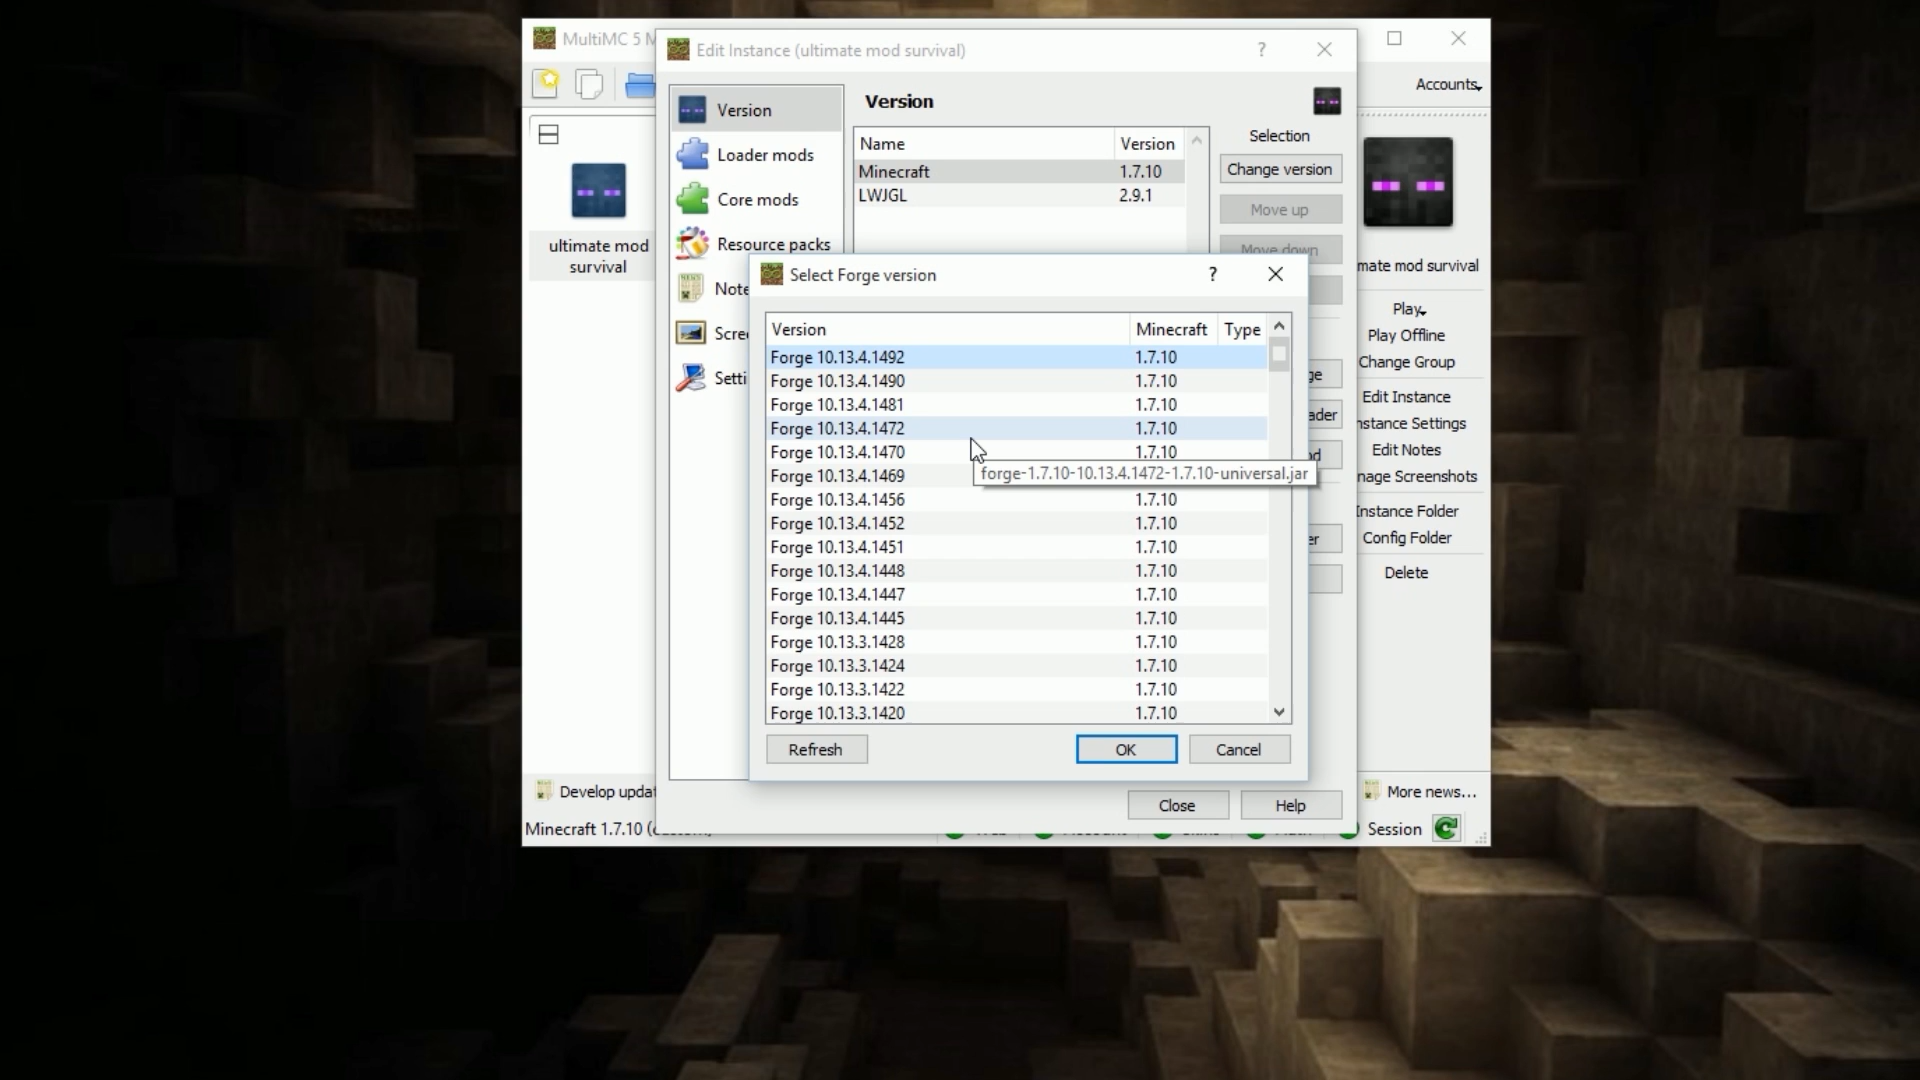 MultiMC 5
Edit Instance (ultimate mod survival)
?
Accounts
Version
Loader mods
Core mods
Resource packs
Version
Name Version
Minecraft 1.7.10
LWJGL 2.9.1
Selection
Change version
Move up
Move down
ultimate mod
survival
mate mod survival
Play
Play Offline
Change Group
Edit Instance
nstance Settings
Edit Notes
nage Screenshots
Instance Folder
Config Folder
Delete
Note
Scree
Setti
Select Forge version
?
Version Minecraft Type
Forge 10.13.4.1492 1.7.10
Forge 10.13.4.1490 1.7.10
Forge 10.13.4.1481 1.7.10
Forge 10.13.4.1472 1.7.10
Forge 10.13.4.1470 1.7.10
forge-1.7.10-10.13.4.1472-1.7.10-universal.jar
Forge 10.13.4.1469
Forge 10.13.4.1456 1.7.10
Forge 10.13.4.1452 1.7.10
Forge 10.13.4.1451 1.7.10
Forge 10.13.4.1448 1.7.10
Forge 10.13.4.1447 1.7.10
Forge 10.13.4.1445 1.7.10
Forge 10.13.3.1428 1.7.10
Forge 10.13.3.1424 1.7.10
Forge 10.13.3.1422 1.7.10
Forge 10.13.3.1420 1.7.10
ge
ader
od
er
Refresh
OK
Cancel
Close
Help
Develop updat
More news...
Minecraft 1.7.10
Session